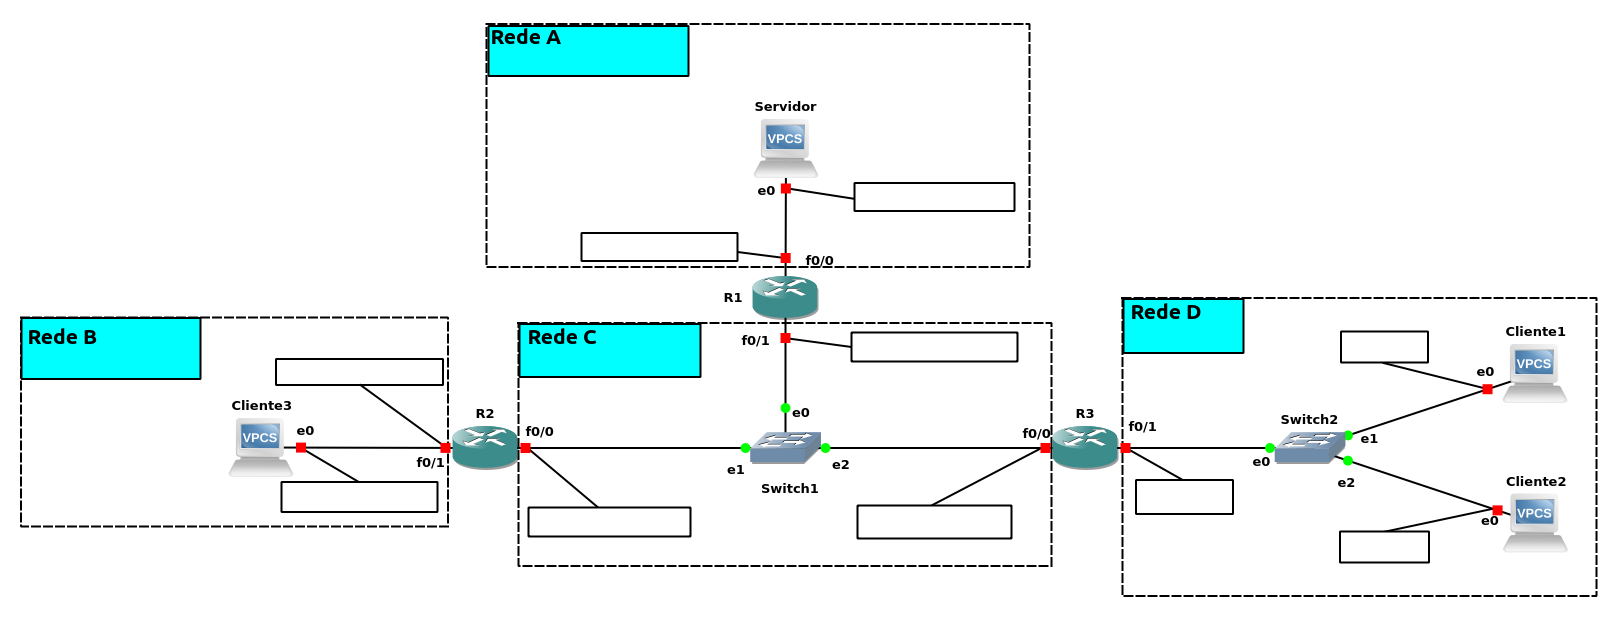 Rede A
Servidor
VPCS
e0
f0/0
R1
Rede B
Cliente3
VPCS
e0
f0/1
R2
Rede C
f0/1
e0
f0/0
e1
e2
Switch1
f0/0
R3
Rede D
f0/1
Switch2
e0
e1
e2
Cliente1
VPCS
e0
Cliente2
VPCS
e0